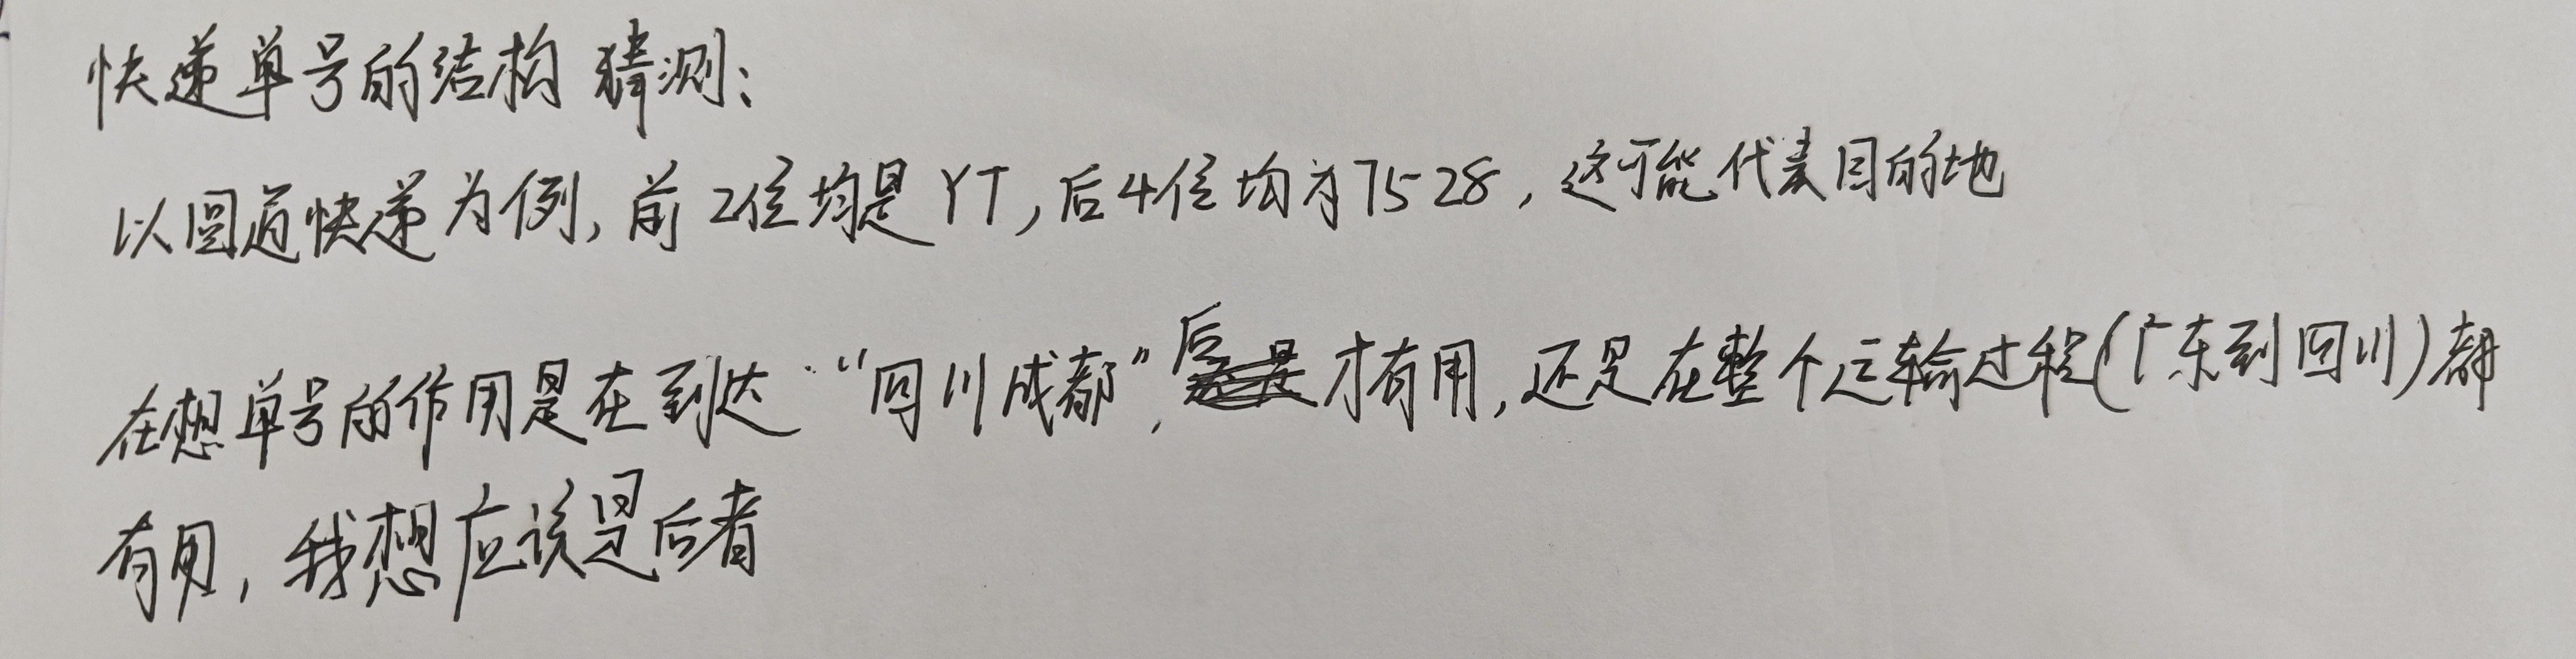 快递单号的结构 猜测：
以圆通快递为例，前2位均是YT，后4位均为7528，这可能代表目的地
在想单号的作用是在到达“四川成都”，后才有用，还是在整个运输过程（广东到四川）都
有用，我想应该是后者